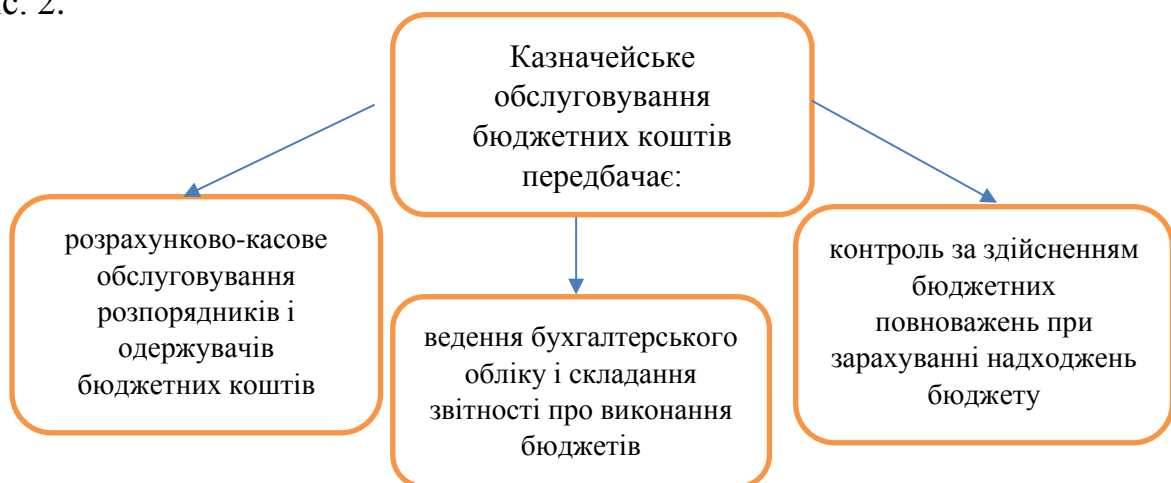 с. 2.
Казначейське
обслуговування
бюджетних коштів
передбачає:
розрахунково-касове
обслуговування
розпорядників і
одержувачів
бюджетних коштів
ведення бухгалтерського
обліку і складання
звітності про виконання
бюджетів
контроль за здійсненням
бюджетних
повноважень при
зарахуванні надходжень
бюджету